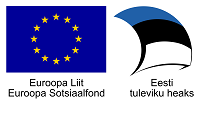 Euroopa Liit
Euroopa Sotsiaalfond
Eesti
tuleviku heaks